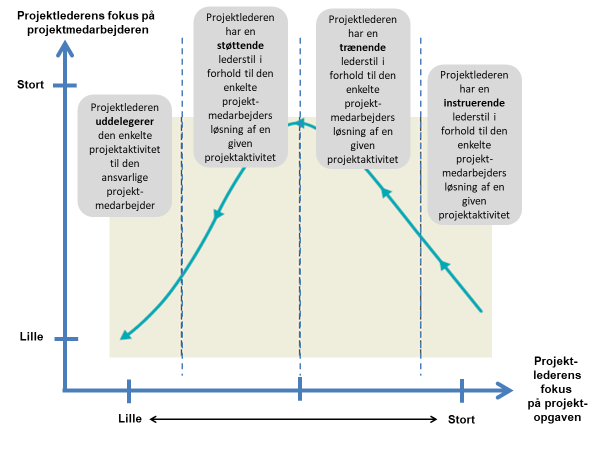 Projektlederens fokus på
projektmedarbejderen
Stort
Lille
Projektlederen
uddelegerer
den enkelte
projektaktivitet
til den
ansvarlige
projekt-
medarbejder
Projektlederen
har en
støttende
lederstil i
forhold til den
enkelte
projekt-
medarbejders
løsning af en
given
projektaktivitet
Projektlederen
har en
trænende
lederstil i
forhold til den
enkelte
projekt-
medarbejders
løsning af en
given
projektaktivitet
Projektlederen
har en
instruerende
lederstil i
forhold til den
enkelte
projekt-
medarbejders
løsning af en
given
projektaktivitet
Lille
Stort
Projekt-
lederens
fokus
på projekt-
opgaven